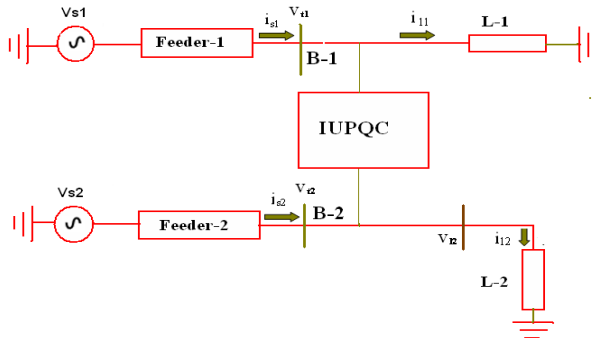 Vs1
Feeder-1
is1
Vt1
B-1
i11
L-1
IUPQC
Vs2
Feeder-2
is2
Vt2
B-2
Vl2
i12
L-2